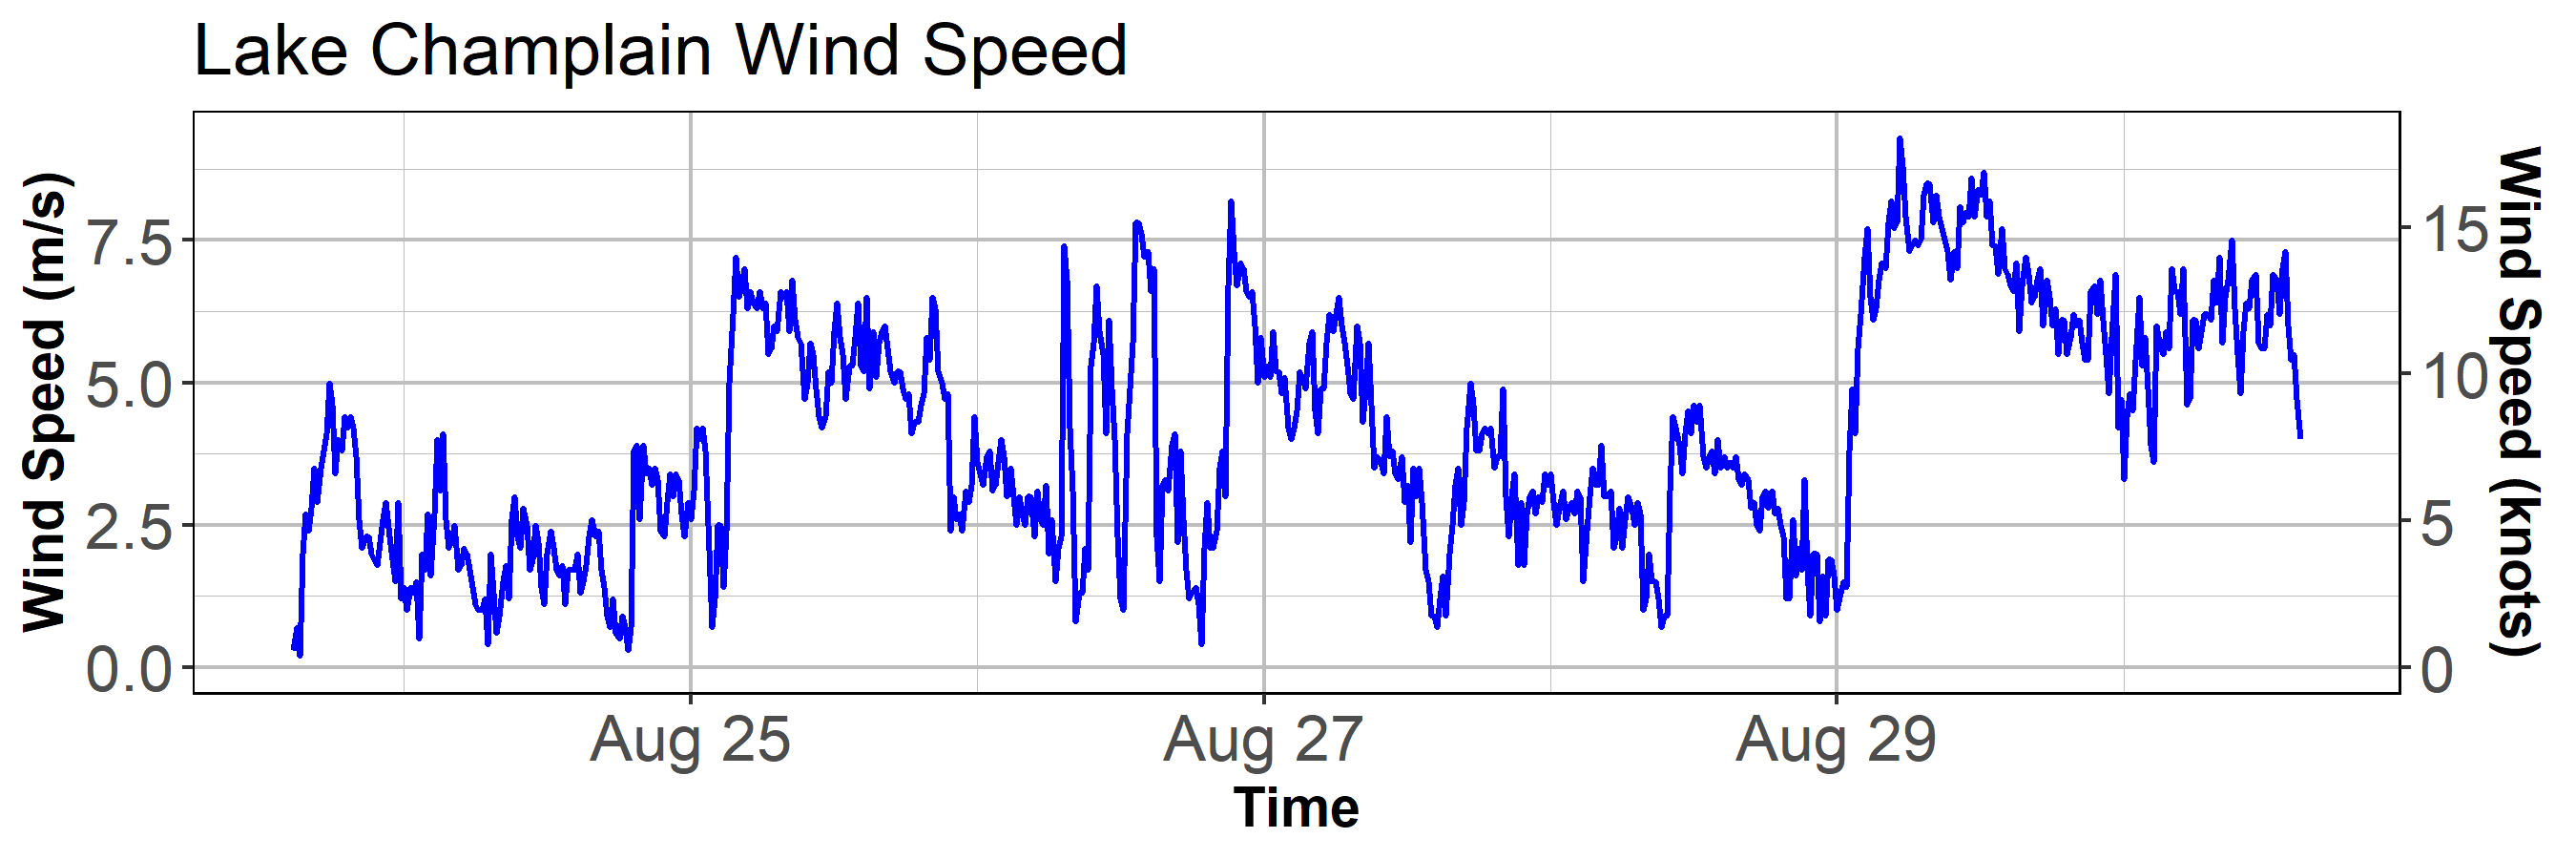 Lake Champlain Wind Speed
Wind Speed (m/s)
7.5
5.0
2.5
0.0
15
10
5
0
Wind Speed (knots)
Aug 25
Aug 27
Aug 29
Time